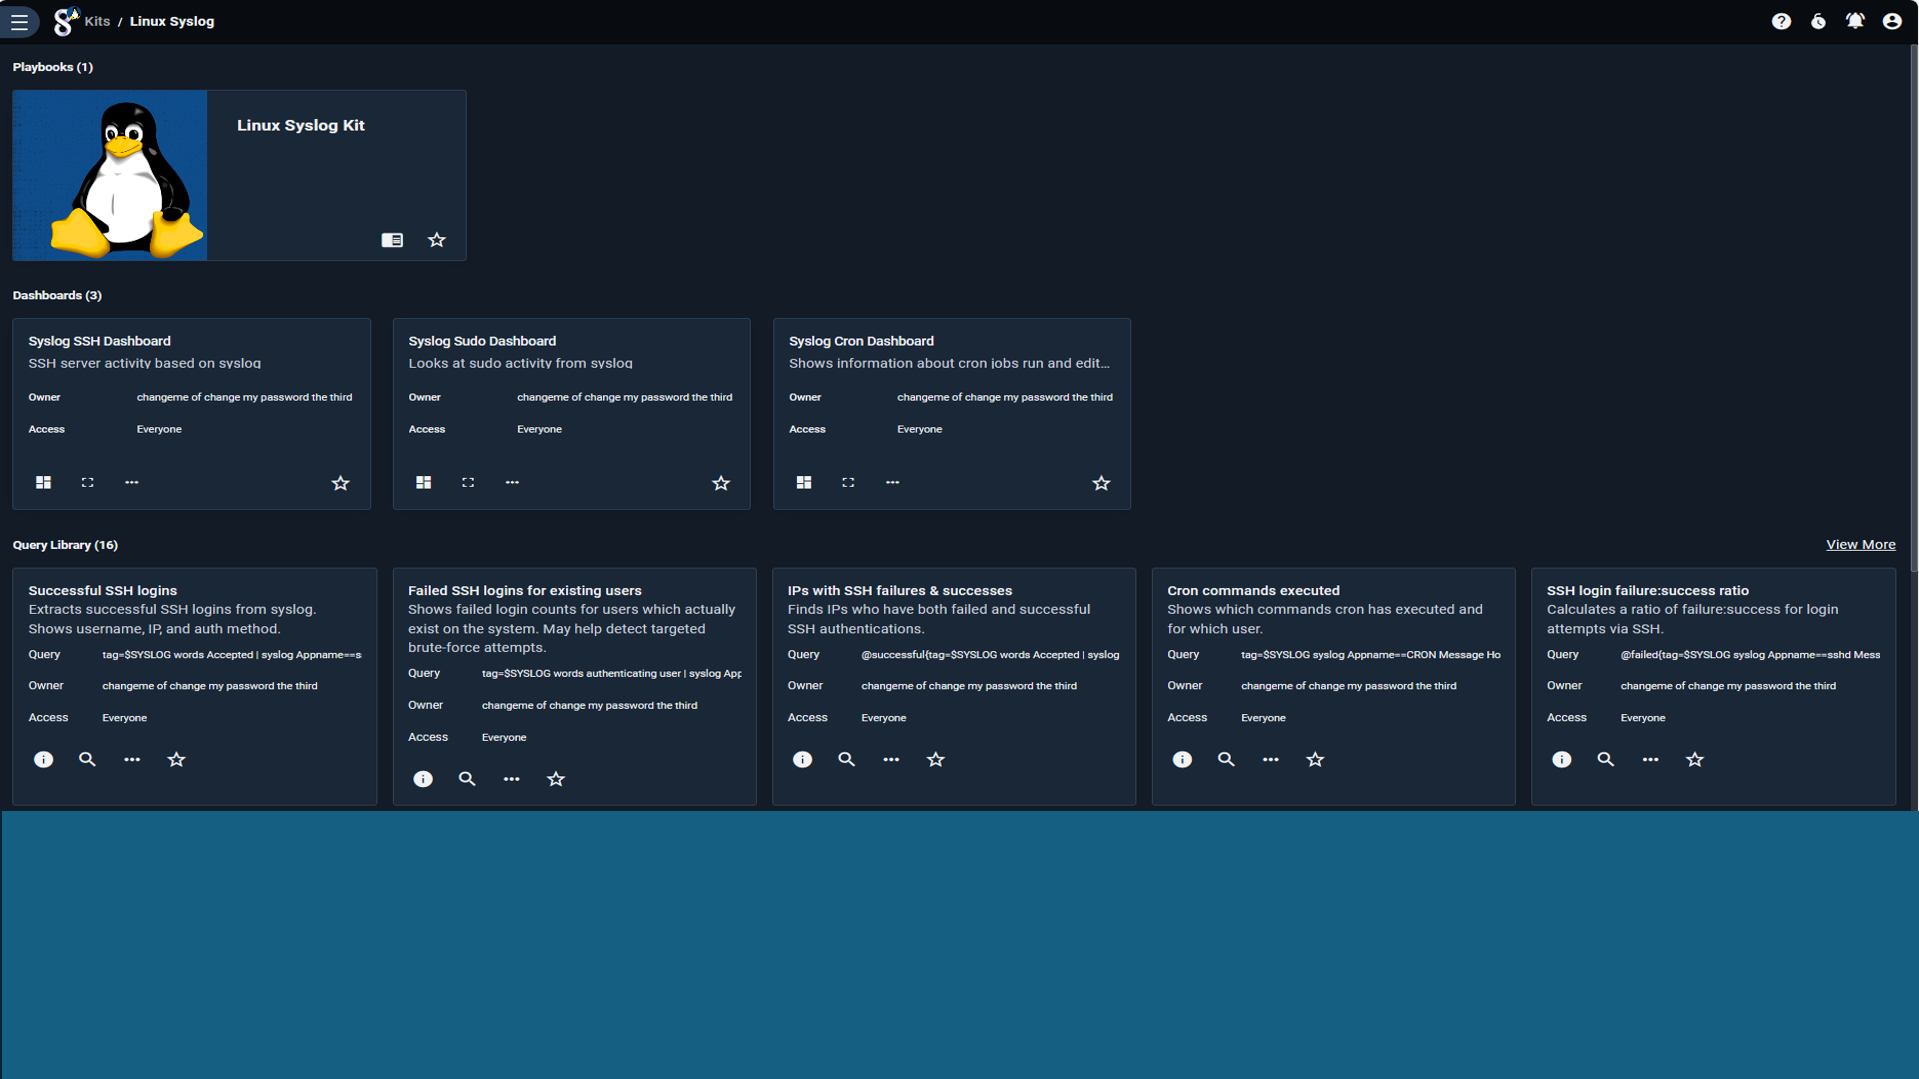 Kits / Linux Syslog
Playbooks (1)
Linux Syslog Kit
Dashboards (3)
Syslog SSH Dashboard
SSH server activity based on syslog
Owner changeme of change my password the third
Access Everyone
Syslog Sudo Dashboard
Looks at sudo activity from syslog
Owner changeme of change my password the third
Access Everyone
Syslog Cron Dashboard
Shows information about cron jobs run and edit...
Owner changeme of change my password the third
Access Everyone
Query Library (16)
View More
Successful SSH logins
Extracts successful SSH logins from syslog.
Shows username, IP, and auth method.
Query tag=$SYSLOG words Accepted | syslog Appname==s
Owner changeme of change my password the third
Access Everyone
Failed SSH logins for existing users
Shows failed login counts for users which actually
exist on the system. May help detect targeted
brute-force attempts.
Query tag=$SYSLOG words authenticating user | syslog App
Owner changeme of change my password the third
Access Everyone
IPs with SSH failures & successes
Finds IPs who have both failed and successful
SSH authentications.
Query @successful{tag=$SYSLOG words Accepted | syslog
Owner changeme of change my password the third
Access Everyone
Cron commands executed
Shows which commands cron has executed and
for which user.
Query tag=$SYSLOG syslog Appname==CRON Message Ho
Owner changeme of change my password the third
Access Everyone
SSH login failure:success ratio
Calculates a ratio of failure:success for login
attempts via SSH.
Query @failed{tag=$SYSLOG syslog Appname==sshd Mess
Owner changeme of change my password the third
Access Everyone